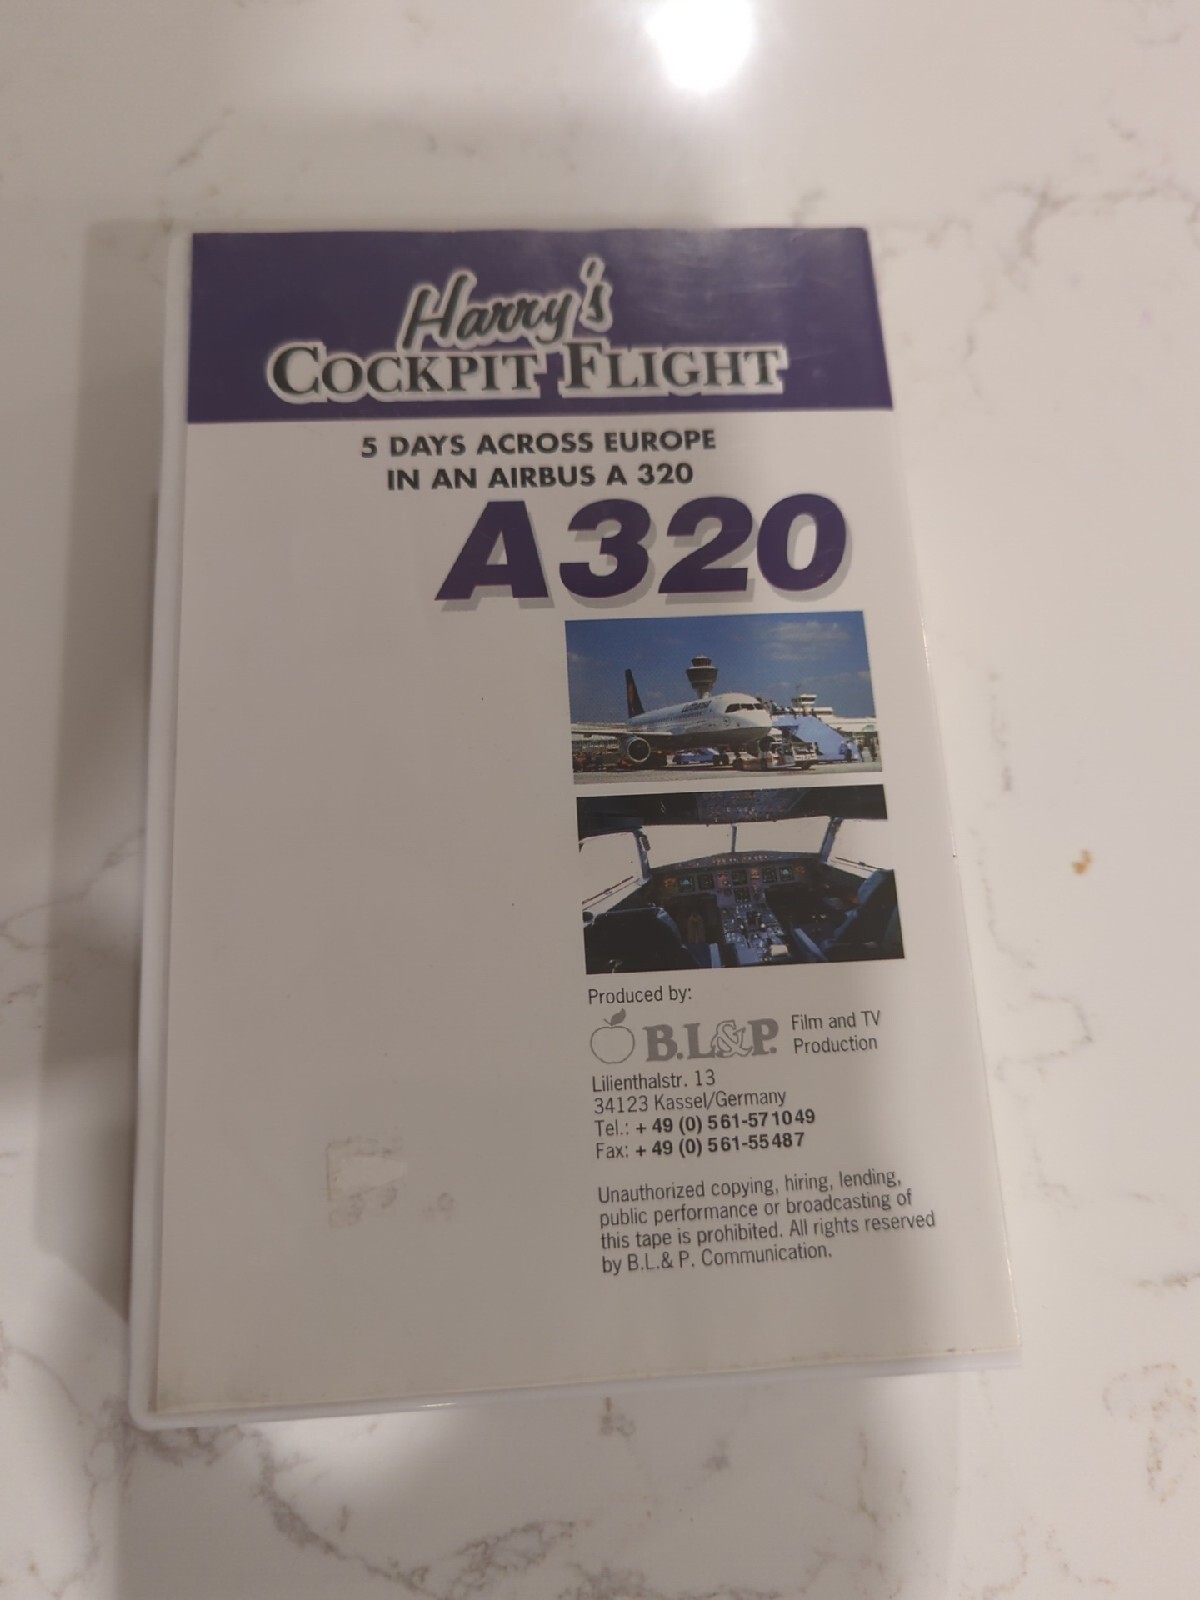 Harry's
COCKPIT FLIGHT
5 DAYS ACROSS EUROPE
IN AN AIRBUS A 320
A320
Lufthansa
Produced by:
B.L.&P. Film and TV
Production
Lilienthalstr. 13
34123 Kassel/Germany
Tel.: + 49 (0) 561-571049
Fax: + 49 (0) 561-55487
Unauthorized copying, hiring, lending,
public performance or broadcasting of
this tape is prohibited. All rights reserved
by B.L.& P. Communication.